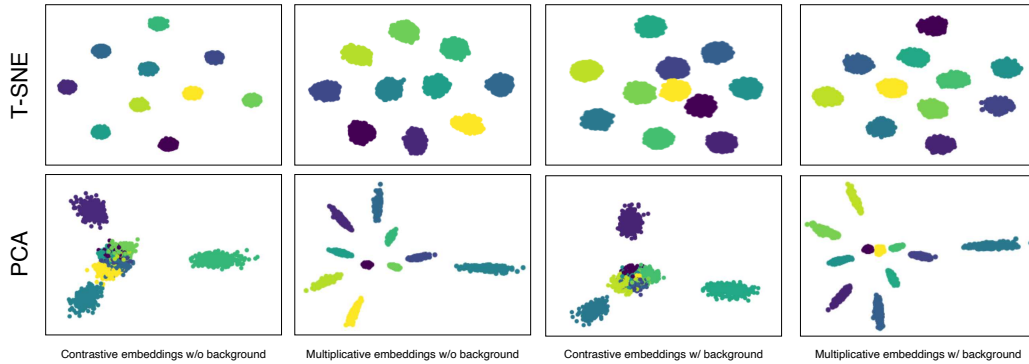 T-SNE
PCA
Contrastive embeddings w/o background
Multiplicative embeddings w/o background
Contrastive embeddings w/ background
Multiplicative embeddings w/ background